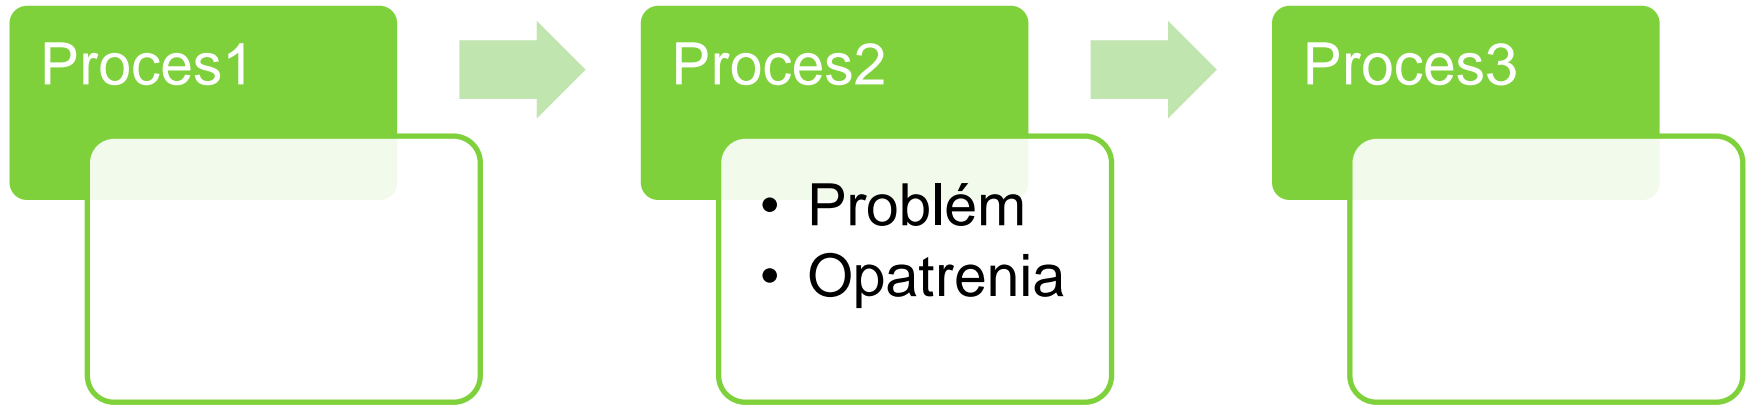 Proces1
Proces2
• Problém
• Opatrenia
Proces3